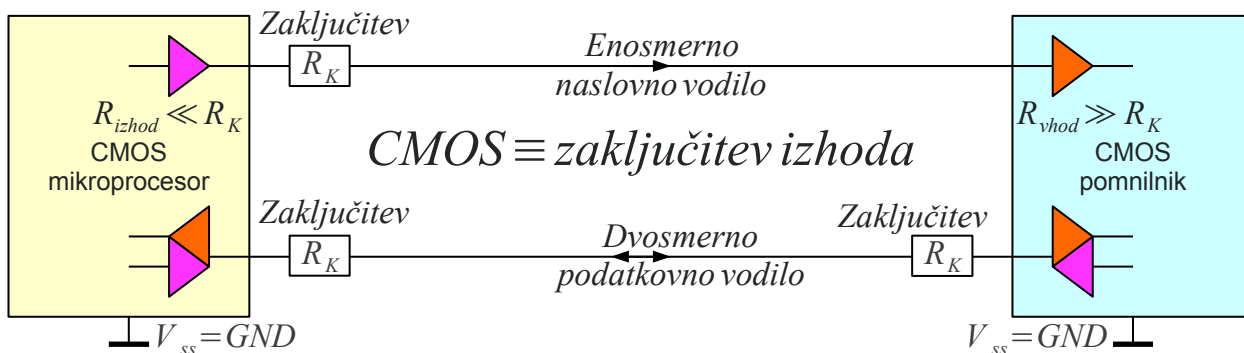 Zaključitev
R_K
Enosmerno
naslovno vodilo
R_izhod ≪ R_K
CMOS
mikroprocesor
CMOS ≡ zaključitev izhoda
R_vhod ≫ R_K
CMOS
pomnilnik
Zaključitev
R_K
Dvosmerno
podatkovno vodilo
Zaključitev
R_K
V_ss = GND
V_ss = GND